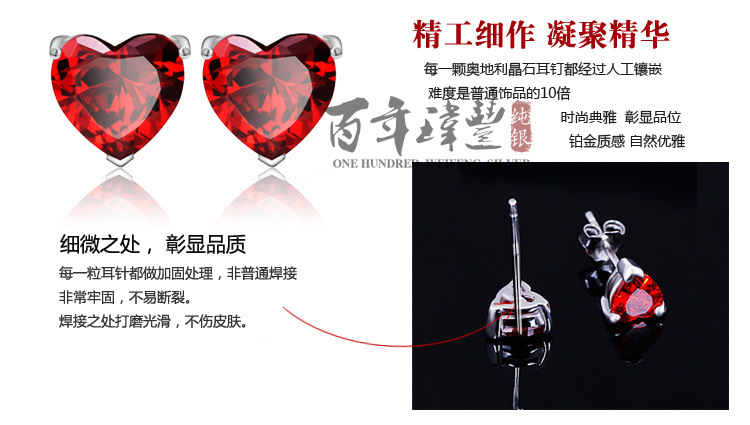 精工细作 凝聚精华
每一颗奥地利晶石耳钉都经过人工镶嵌
难度是普通饰品的10倍
时尚典雅 彰显品位
铂金质感 自然优雅
百年瑋豐
纯银
ONE HUNDRED WEIFENG SILVER
细微之处， 彰显品质
每一粒耳针都做加固处理，非普通焊接
非常牢固，不易断裂。
焊接之处打磨光滑，不伤皮肤。